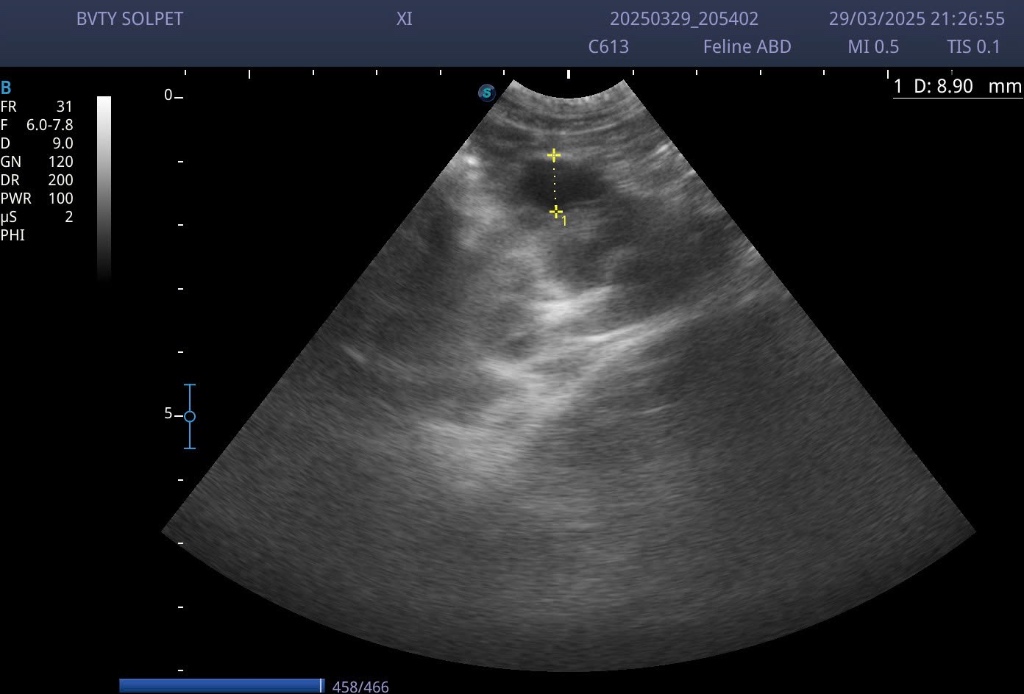 BVTY SOLPET XI 20250329_205402 29/03/2025 21:26:55
C613 Feline ABD MI 0.5 TIS 0.1
B
FR 31
F 6.0-7.8
D 9.0
GN 120
DR 200
PWR 100
µS 2
PHI
0
S
1 D: 8.90 mm
1
5
458/466